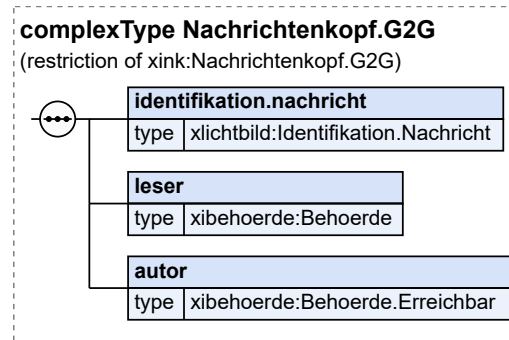 complexType Nachrichtenkopf.G2G
(restriction of xink:Nachrichtenkopf.G2G)
identifikation.nachricht
type xlichtbild:Identifikation.Nachricht
leser
type xibehoerde:Behoerde
autor
type xibehoerde:Behoerde.Erreichbar